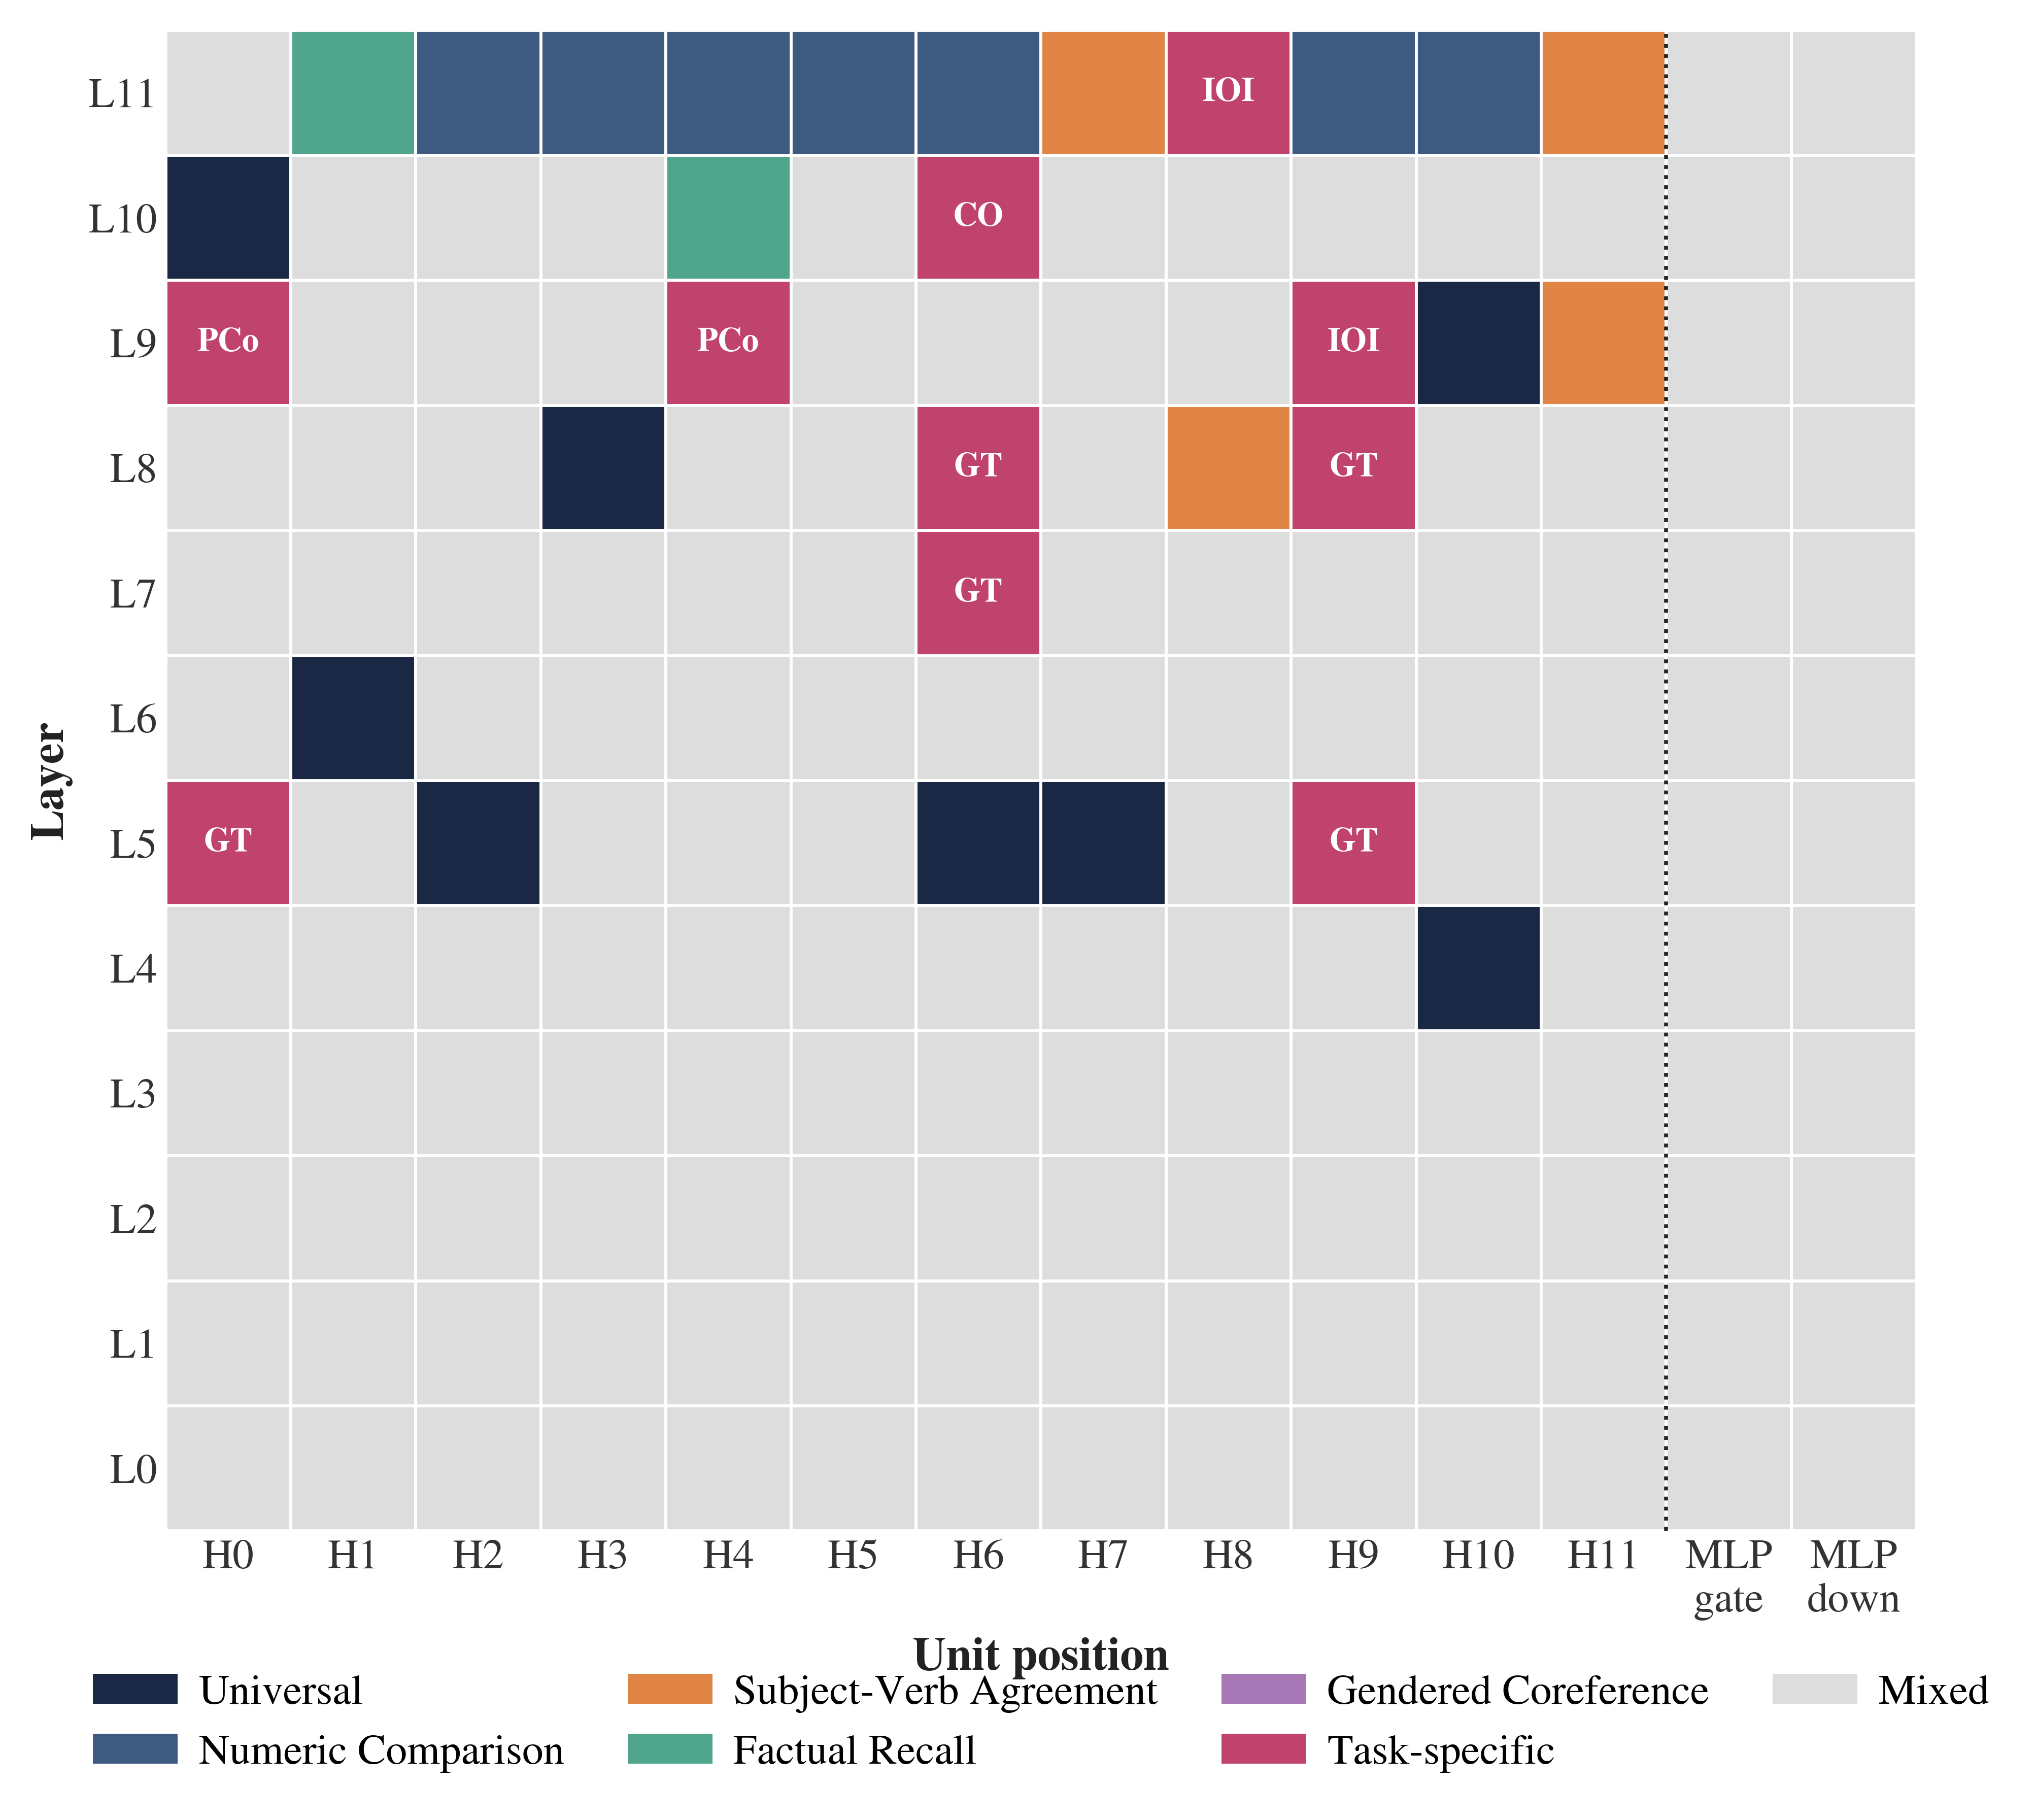 L11
IOI
L10
CO
L9
PCo
PCo
IOI
L8
GT
GT
L7
GT
L6
L5
GT
GT
L4
L3
L2
L1
L0
Layer
H0 H1 H2 H3 H4 H5 H6 H7 H8 H9 H10 H11 MLP gate MLP down
Unit position
Universal
Numeric Comparison
Subject-Verb Agreement
Factual Recall
Gendered Coreference
Task-specific
Mixed